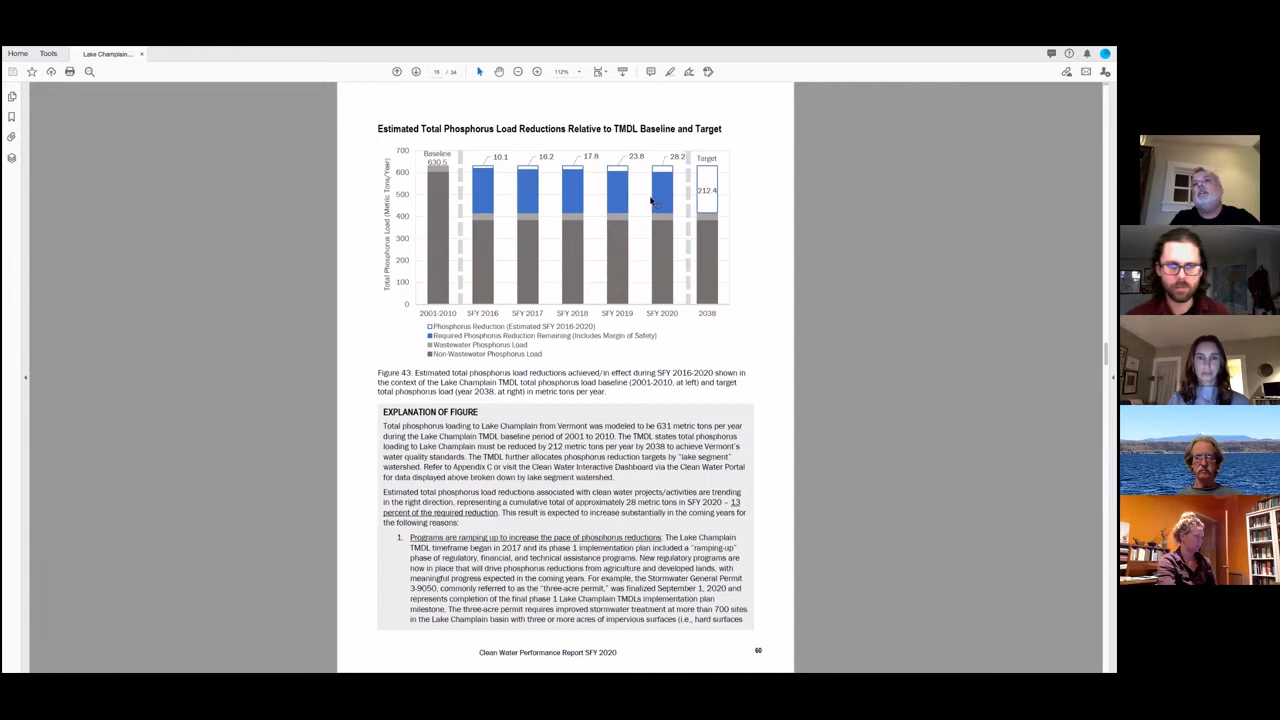 Home Tools Lake Champlain... ×
16 / 34 112%
Estimated Total Phosphorus Load Reductions Relative to TMDL Baseline and Target
Total Phosphorus Load (Metric Tons/Year)
700
600
500
400
300
200
100
0
Baseline
630.5
10.1
16.2
17.8
23.8
28.2
Target
212.4
2001-2010 SFY 2016 SFY 2017 SFY 2018 SFY 2019 SFY 2020 2038
Phosphorus Reduction (Estimated SFY 2016-2020)
Required Phosphorus Reduction Remaining (Includes Margin of Safety)
Wastewater Phosphorus Load
Non-Wastewater Phosphorus Load
Figure 43. Estimated total phosphorus load reductions achieved/in effect during SFY 2016-2020 shown in
the context of the Lake Champlain TMDL total phosphorus load baseline (2001-2010, at left) and target
total phosphorus load (year 2038, at right) in metric tons per year.
EXPLANATION OF FIGURE
Total phosphorus loading to Lake Champlain from Vermont was modeled to be 631 metric tons per year
during the Lake Champlain TMDL baseline period of 2001 to 2010. The TMDL states total phosphorus
loading to Lake Champlain must be reduced by 212 metric tons per year by 2038 to achieve Vermont's
water quality standards. The TMDL further allocates phosphorus reduction targets by "lake segment"
watershed. Refer to Appendix C or visit the Clean Water Interactive Dashboard via the Clean Water Portal
for data displayed above broken down by lake segment watershed.
Estimated total phosphorus load reductions associated with clean water projects/activities are trending
in the right direction, representing a cumulative total of approximately 28 metric tons in SFY 2020 – 13
percent of the required reduction. This result is expected to increase substantially in the coming years for
the following reasons:
1. Programs are ramping up to increase the pace of phosphorus reductions: The Lake Champlain
TMDL timeframe began in 2017 and its phase 1 implementation plan included a "ramping-up"
phase of regulatory, financial, and technical assistance programs. New regulatory programs are
now in place that will drive phosphorus reductions from agriculture and developed lands, with
meaningful progress expected in the coming years. For example, the Stormwater General Permit
3-9050, commonly referred to as the "three-acre permit," was finalized September 1, 2020 and
represents completion of the final phase 1 Lake Champlain TMDLs implementation plan
milestone. The three-acre permit requires improved stormwater treatment at more than 700 sites
in the Lake Champlain basin with three or more acres of impervious surfaces (i.e., hard surfaces
Clean Water Performance Report SFY 2020
60